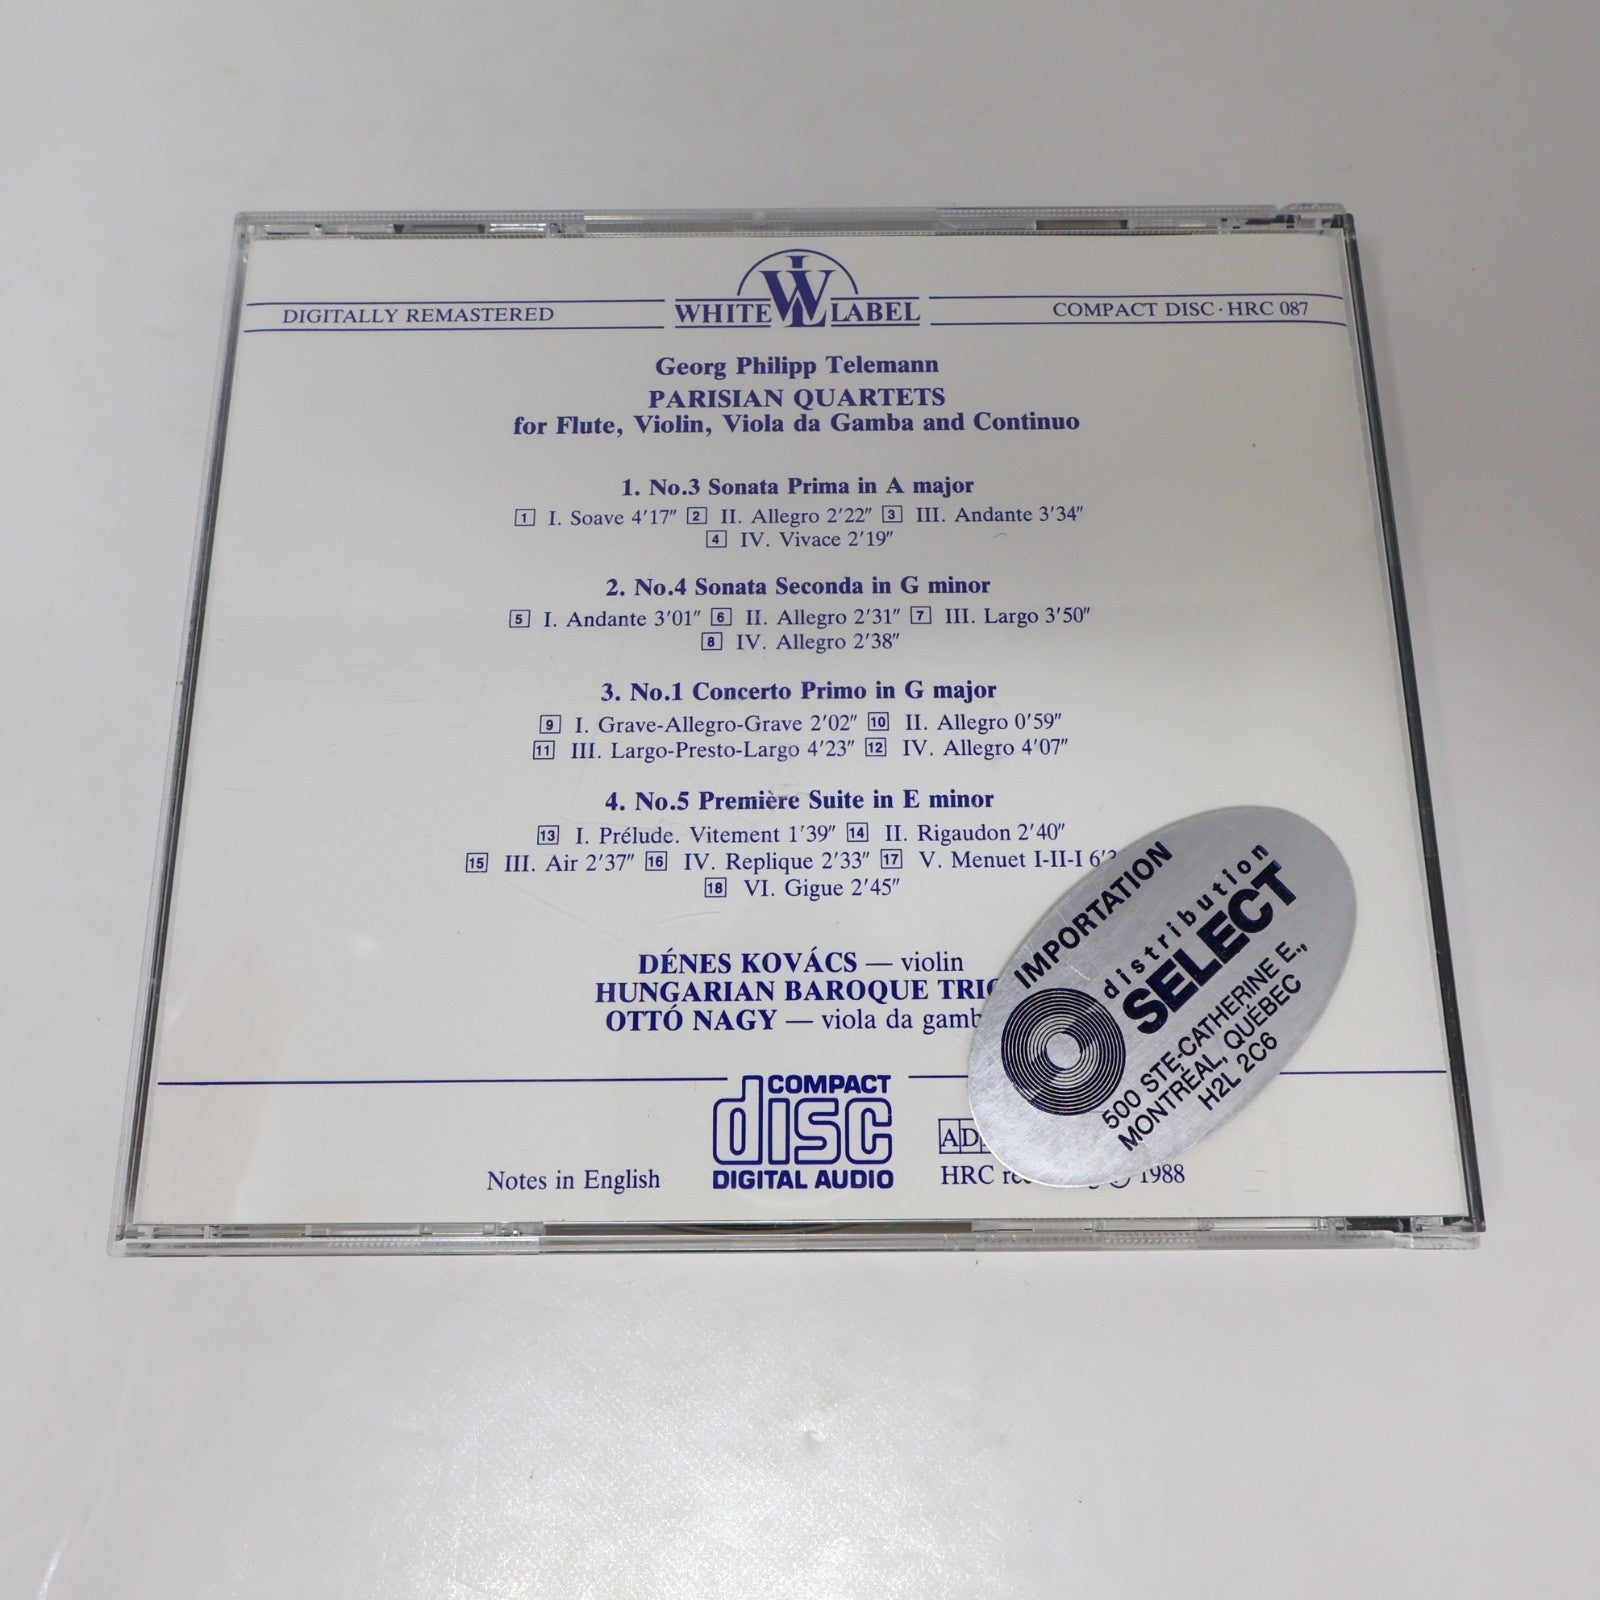 DIGITALLY REMASTERED
WHITE WL LABEL
COMPACT DISC · HRC 087
Georg Philipp Telemann
PARISIAN QUARTETS
for Flute, Violin, Viola da Gamba and Continuo
1. No.3 Sonata Prima in A major
1 I. Soave 4'17" 2 II. Allegro 2'22" 3 III. Andante 3'34"
4 IV. Vivace 2'19"
2. No.4 Sonata Seconda in G minor
5 I. Andante 3'01" 6 II. Allegro 2'31" 7 III. Largo 3'50"
8 IV. Allegro 2'38"
3. No.1 Concerto Primo in G major
9 I. Grave-Allegro-Grave 2'02" 10 II. Allegro 0'59"
11 III. Largo-Presto-Largo 4'23" 12 IV. Allegro 4'07"
4. No.5 Première Suite in E minor
13 I. Prélude. Vitement 1'39" 14 II. Rigaudon 2'40"
15 III. Air 2'37" 16 IV. Replique 2'33" 17 V. Menuet I-II-I
18 VI. Gigue 2'45"
DÉNES KOVÁCS — violin
HUNGARIAN BAROQUE
OTTÓ NAGY — viola da
COMPACT
disc
DIGITAL AUDIO
Notes in English
AD
HRC
1988
IMPORTATION
distribution
SELECT
500 STE-CATHERINE E.,
MONTRÉAL, QUÉBEC
H2L 2C6